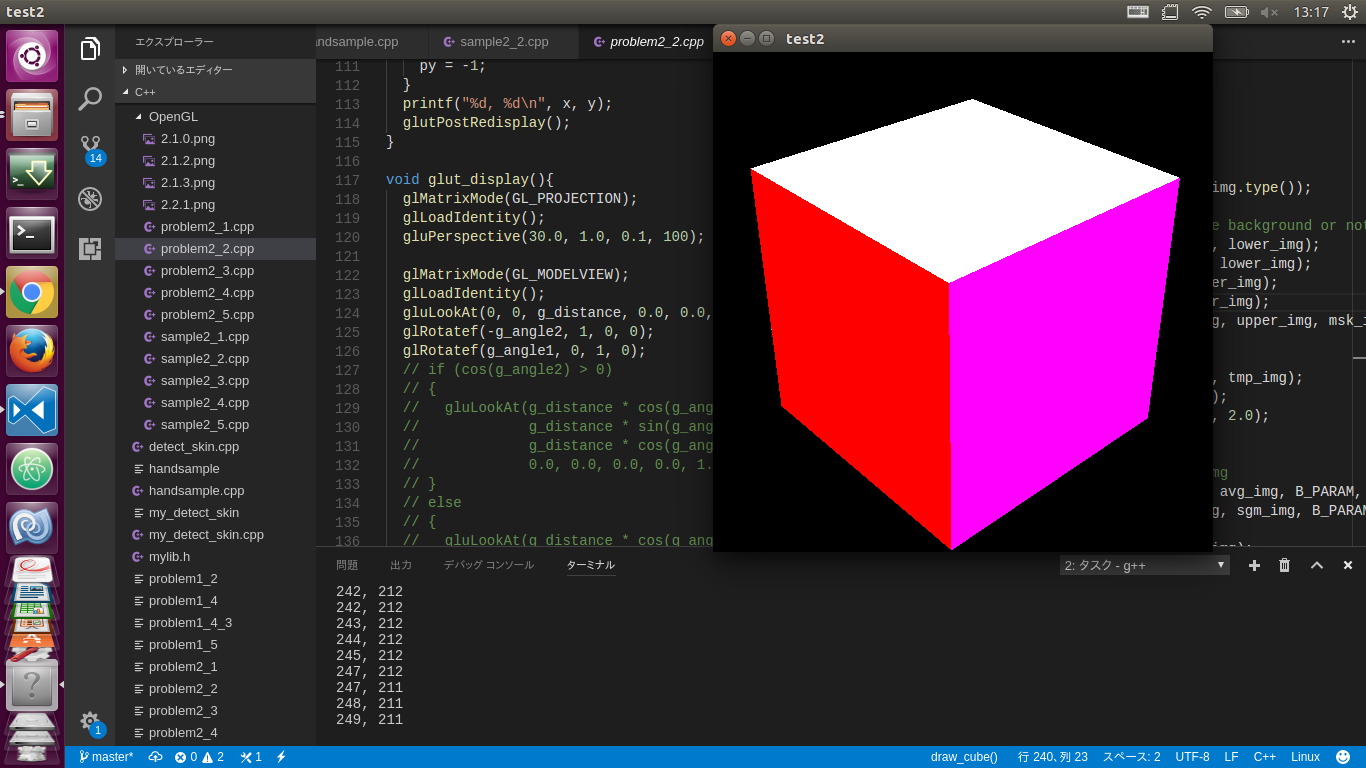 test2
13:17
エクスプローラー
開いているエディター
C++
OpenGL
2.1.0.png
2.1.2.png
2.1.3.png
2.2.1.png
problem2_1.cpp
problem2_2.cpp
problem2_3.cpp
problem2_4.cpp
problem2_5.cpp
sample2_1.cpp
sample2_2.cpp
sample2_3.cpp
sample2_4.cpp
sample2_5.cpp
detect_skin.cpp
handsample
handsample.cpp
my_detect_skin
my_detect_skin.cpp
mylib.h
problem1_2
problem1_4
problem1_4_3
problem1_5
problem2_1
problem2_2
problem2_3
problem2_4
14
1
andsample.cpp
sample2_2.cpp
problem2_2.cpp
111 py = -1;
112 }
113 printf("%d, %d\n", x, y);
114 glutPostRedisplay();
115 }
116
117 void glut_display(){
118 glMatrixMode(GL_PROJECTION);
119 glLoadIdentity();
120 gluPerspective(30.0, 1.0, 0.1, 100);
121
122 glMatrixMode(GL_MODELVIEW);
123 glLoadIdentity();
124 gluLookAt(0, 0, g_distance, 0.0, 0.0,
125 glRotatef(-g_angle2, 1, 0, 0);
126 glRotatef(g_angle1, 0, 1, 0);
127 // if (cos(g_angle2) > 0)
128 // {
129 // gluLookAt(g_distance * cos(g_ang
130 // g_distance * sin(g_ang
131 // g_distance * cos(g_ang
132 // 0.0, 0.0, 0.0, 0.0, 1.
133 // }
134 // else
135 // {
136 // gluLookAt(g_distance * cos(g_ang
test2
img.type());
e background or not
, lower_img);
lower_img);
er_img);
r_img);
g, upper_img, msk_i
, tmp_img);
);
, 2.0);
mg
avg_img, B_PARAM,
g, sgm_img, B_PARAM
問題
出力
デバッグ コンソール
ターミナル
2: タスク - g++
242, 212
242, 212
243, 212
244, 212
245, 212
247, 212
247, 211
248, 211
249, 211
master*
0
2
1
draw_cube()
行 240、列 23
スペース: 2
UTF-8
LF
C++
Linux